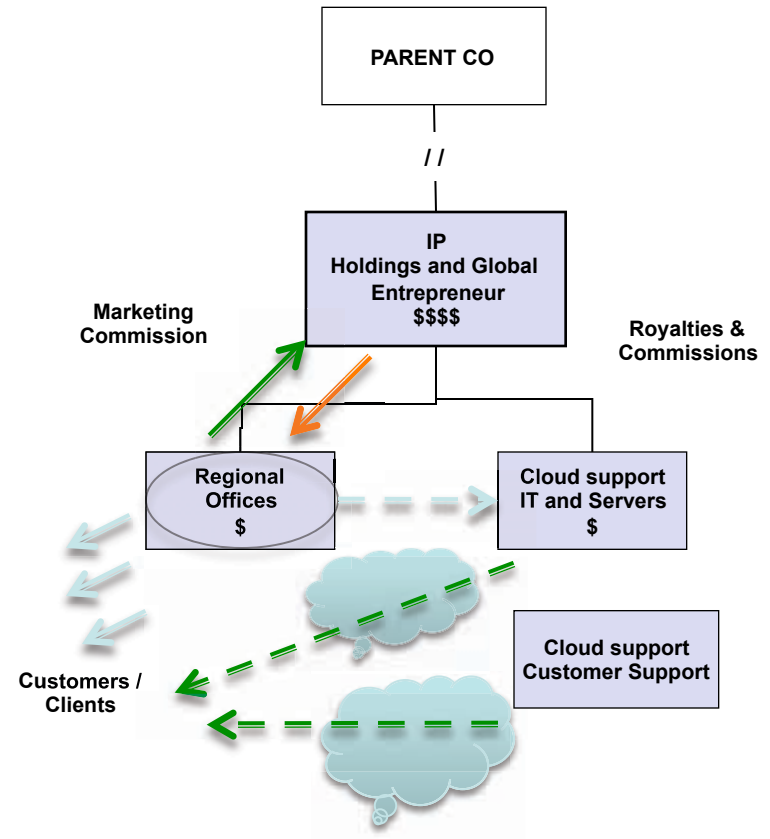 PARENT CO
/ /
IP
Holdings and Global
Entrepreneur
$$$$
Marketing
Commission
Royalties &
Commissions
Regional
Offices
$
Cloud support
IT and Servers
$
Cloud support
Customer Support
Customers /
Clients